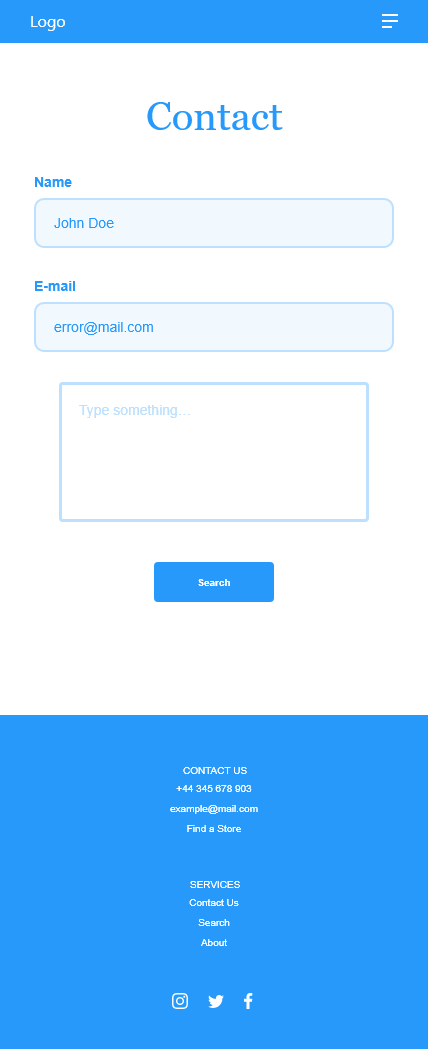 Logo
Contact
Name
John Doe
E-mail
error@mail.com
Type something...
Search
CONTACT US
+44 345 678 903
example@mail.com
Find a Store
SERVICES
Contact Us
Search
About